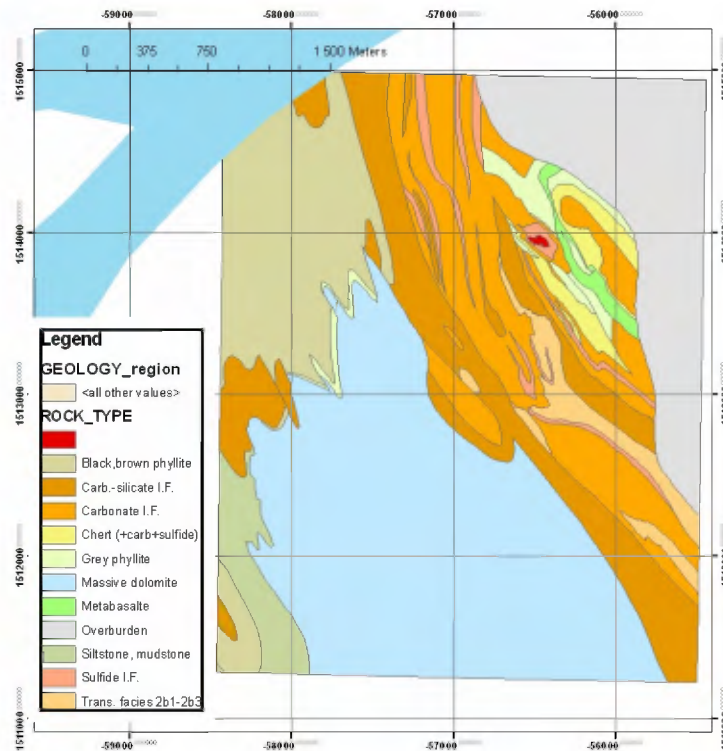 -59000 -58000 -57000 -56000
0 375 750 1 500 Meters
1515000
1514000
1513000
1512000
1511000
Legend
GEOLOGY_region
<all other values>
ROCK_TYPE
Black,brown phyllite
Carb.-silicate I.F.
Carbonate I.F.
Chert (+carb+sulfide)
Grey phyllite
Massive dolomite
Metabasalte
Overburden
Siltstone, mudstone
Sulfide I.F.
Trans. facies 2b1-2b3
-59000 -58000 -57000 -56000